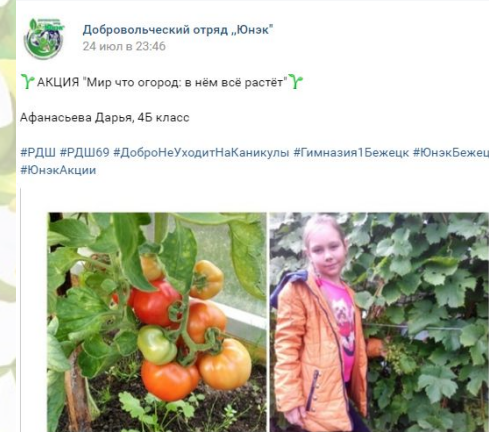 Добровольческий отряд ,,Юнэк"
24 июл в 23:46
АКЦИЯ "Мир что огород: в нём всё растёт"
Афанасьева Дарья, 4Б класс
#РДШ #РДШ69 #ДоброНеУходитНаКаникулы #Гимназия1Бежецк #ЮнэкБежец
#ЮнэкАкции